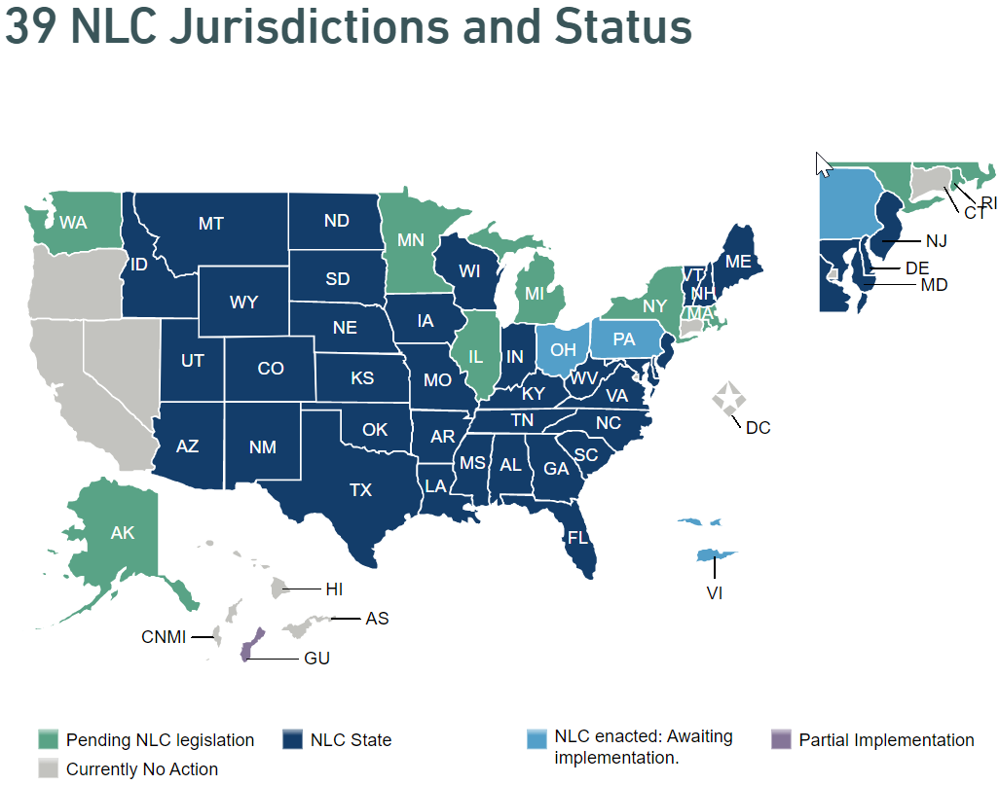 39 NLC Jurisdictions and Status
WA
MT
ND
MN
ID
WY
SD
WI
MI
NY
VT
NH
ME
MA
NE
IA
UT
CO
KS
MO
IL
IN
OH
PA
WV
VA
KY
AZ
NM
OK
AR
TN
NC
SC
TX
LA
MS
AL
GA
FL
AK
RI
CT
NJ
DE
MD
DC
VI
HI
AS
CNMI
GU
Pending NLC legislation
NLC State
NLC enacted: Awaiting
implementation.
Partial Implementation
Currently No Action